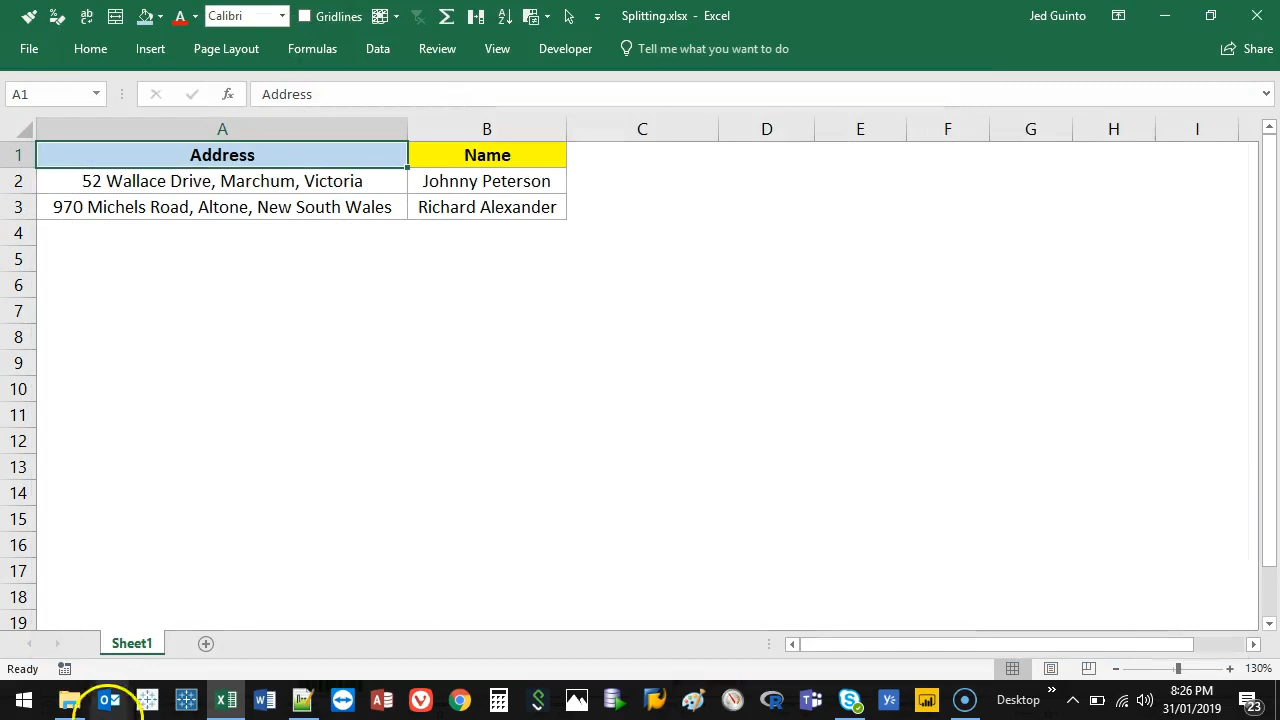 Calibri
Gridlines
Splitting.xlsx - Excel
Jed Guinto
File Home Insert Page Layout Formulas Data Review View Developer Tell me what you want to do Share
A1 fx Address
A B C D E F G H I
1 Address Name
2 52 Wallace Drive, Marchum, Victoria Johnny Peterson
3 970 Michels Road, Altone, New South Wales Richard Alexander
4
5
6
7
8
9
10
11
12
13
14
15
16
17
18
19
Sheet1
Ready 130%
Desktop
8:26 PM
31/01/2019
23